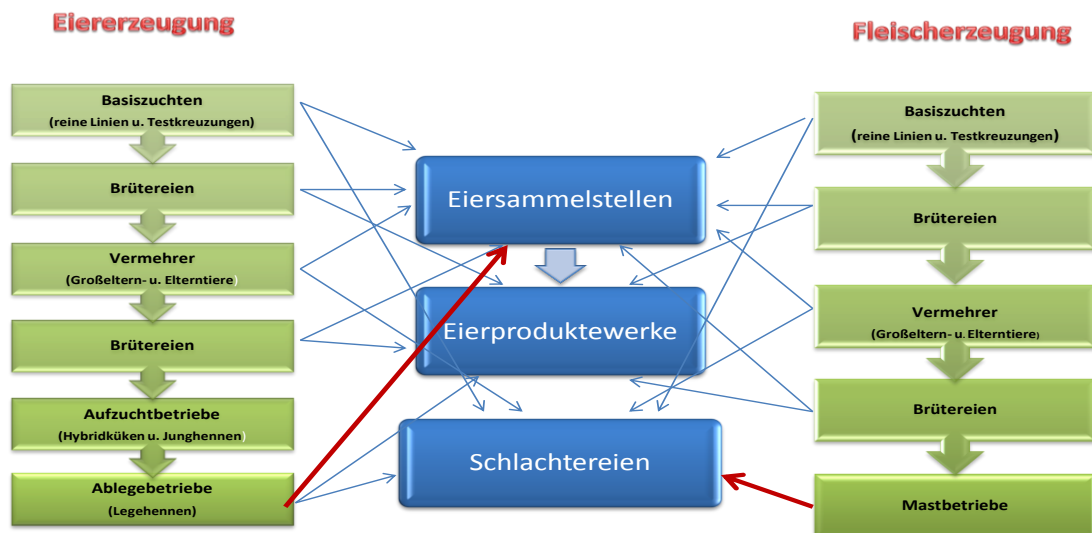 Eiererzeugung
Basiszuchten
(reine Linien u. Testkreuzungen)
Brütereien
Vermehrer
(Großeltern- u. Elterntiere)
Brütereien
Aufzuchtbetriebe
(Hybridküken u. Junghennen)
Ablegebetriebe
(Legehennen)
Eiersammelstellen
Eierproduktewerke
Schlachtereien
Fleischerzeugung
Basiszuchten
(reine Linien u. Testkreuzungen)
Brütereien
Vermehrer
(Großeltern- u. Elterntiere)
Brütereien
Mastbetriebe